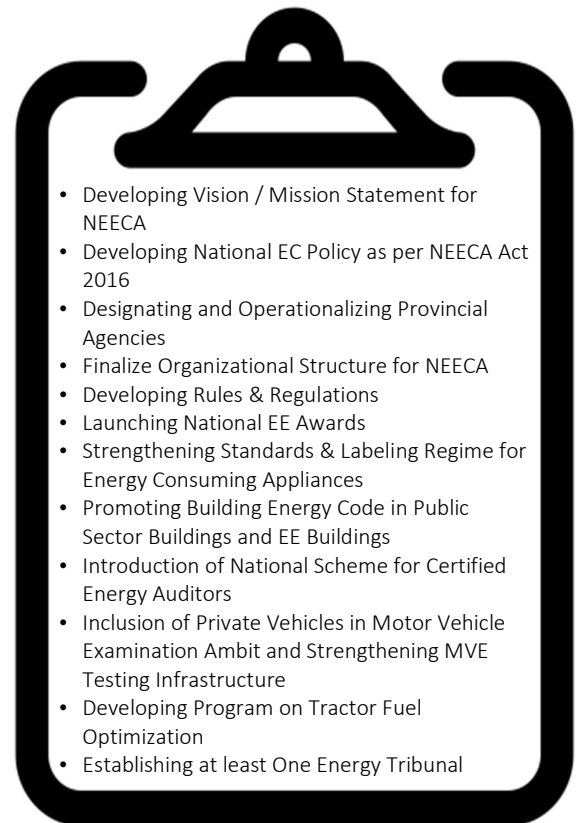 • Developing Vision / Mission Statement for
NEECA
• Developing National EC Policy as per NEECA Act
2016
• Designating and Operationalizing Provincial
Agencies
• Finalize Organizational Structure for NEECA
• Developing Rules & Regulations
• Launching National EE Awards
• Strengthening Standards & Labeling Regime for
Energy Consuming Appliances
• Promoting Building Energy Code in Public
Sector Buildings and EE Buildings
• Introduction of National Scheme for Certified
Energy Auditors
• Inclusion of Private Vehicles in Motor Vehicle
Examination Ambit and Strengthening MVE
Testing Infrastructure
• Developing Program on Tractor Fuel
Optimization
• Establishing at least One Energy Tribunal